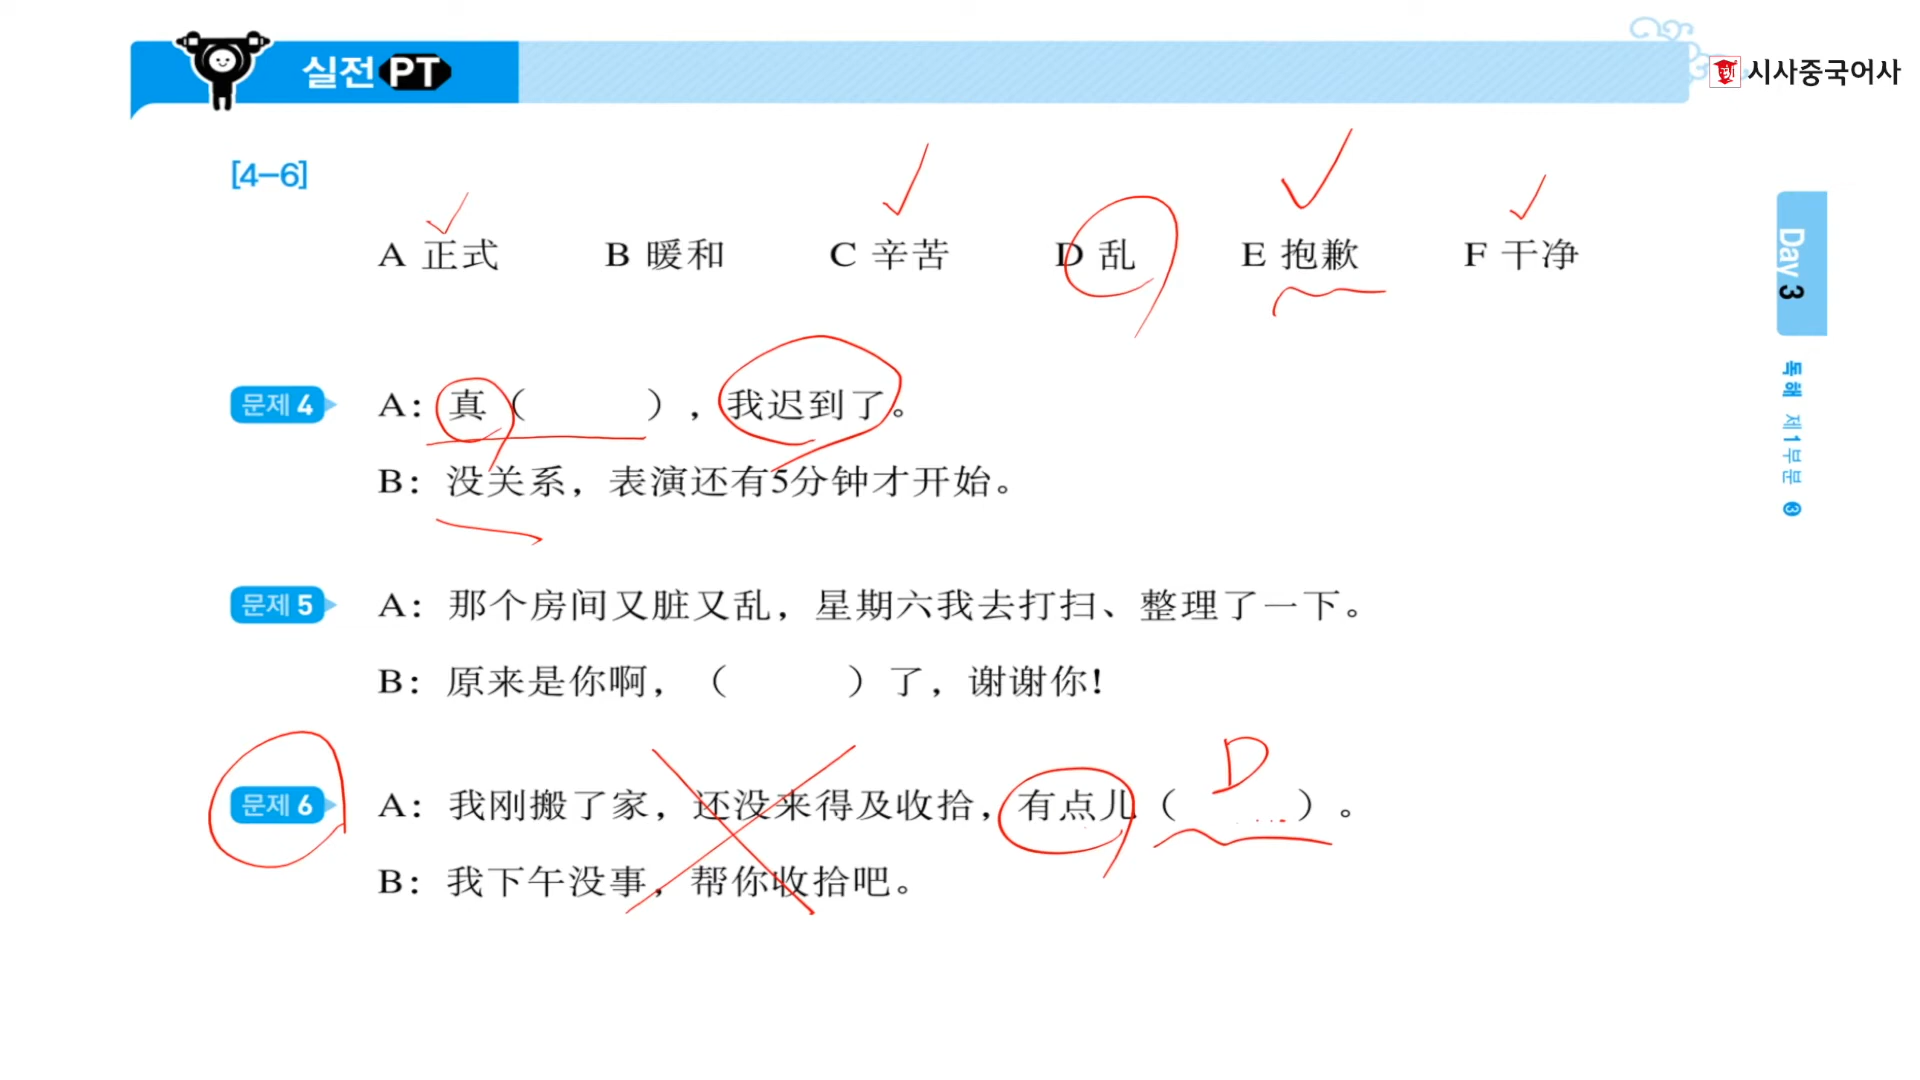 실전 PT
시사중국어사
[4–6]
A 正式 B 暖和 C 辛苦 D 乱 E 抱歉 F 干净
문제 4 A：真（ ），我迟到了。
B：没关系，表演还有5分钟才开始。
문제 5 A：那个房间又脏又乱，星期六我去打扫、整理了一下。
B：原来是你啊，（ ）了，谢谢你！
D
문제 6 A：我刚搬了家，还没来得及收拾，有点儿（ ）。
B：我下午没事，帮你收拾吧。
Day 3
독해 제1부분 ❸